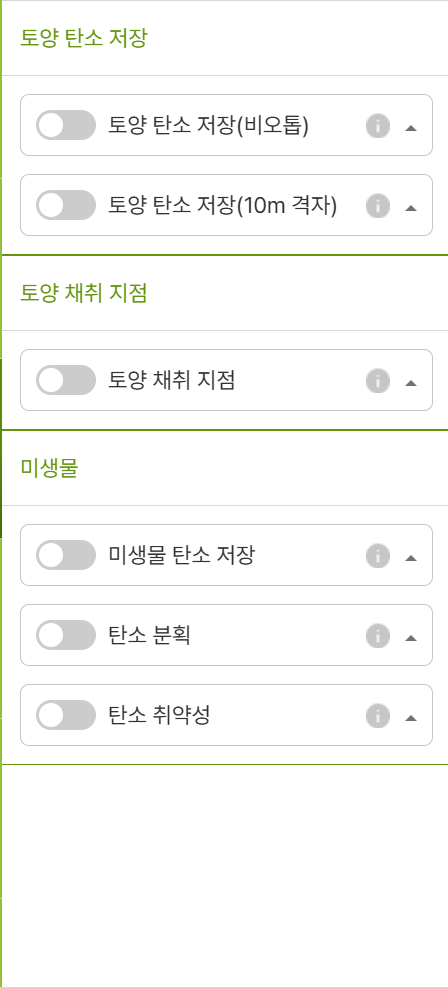 토양 탄소 저장
토양 탄소 저장(비오톱)
토양 탄소 저장(10m 격자)
토양 채취 지점
토양 채취 지점
미생물
미생물 탄소 저장
탄소 분획
탄소 취약성